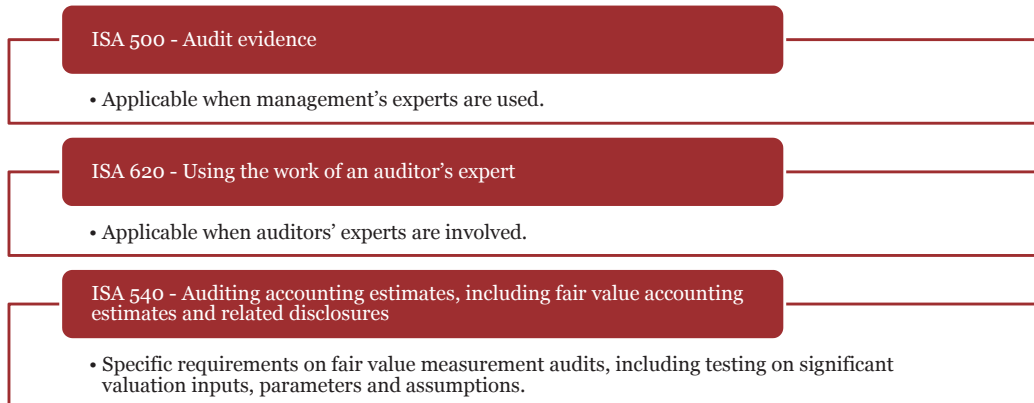 ISA 500 - Audit evidence
• Applicable when management’s experts are used.
ISA 620 - Using the work of an auditor’s expert
• Applicable when auditors’ experts are involved.
ISA 540 - Auditing accounting estimates, including fair value accounting
estimates and related disclosures
• Specific requirements on fair value measurement audits, including testing on significant
valuation inputs, parameters and assumptions.